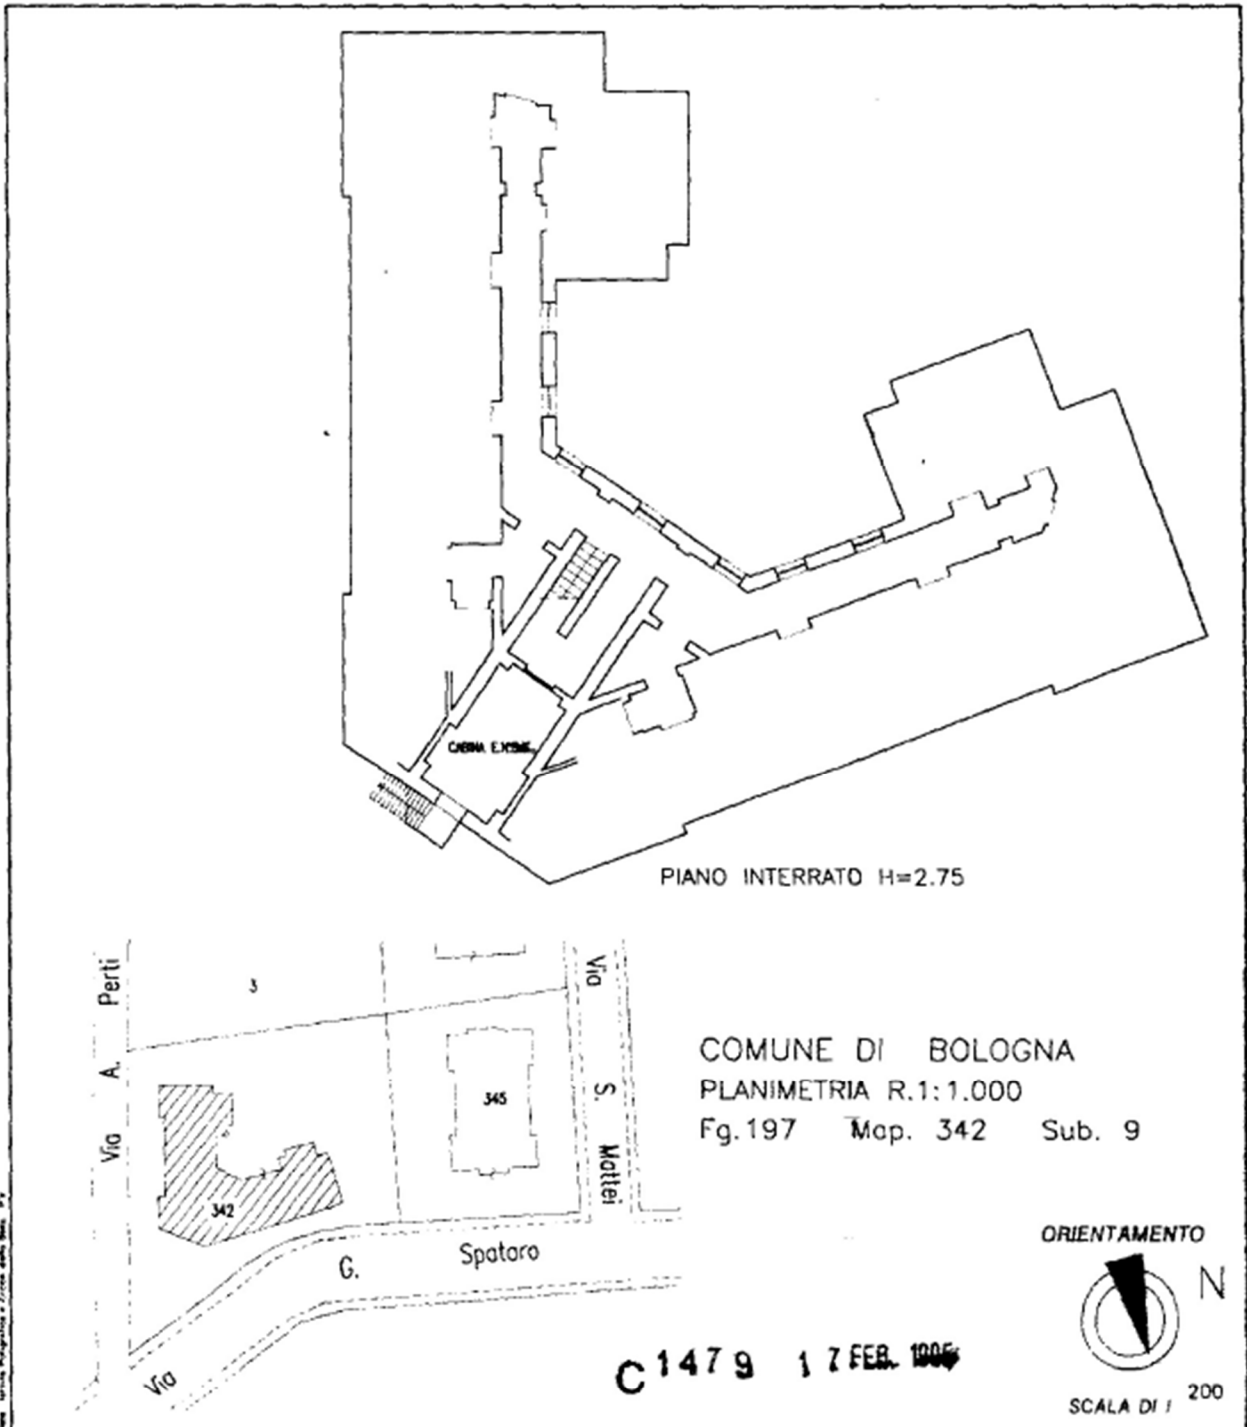 CABINA E.N.
PIANO INTERRATO H=2.75
Via A. Perti
3
Via S. Mattei
345
342
Via G. Spataro
COMUNE DI BOLOGNA
PLANIMETRIA R.1:1.000
Fg.197 Map. 342 Sub. 9
ORIENTAMENTO
N
C 1479 17 FEB.
SCALA DI 1 200